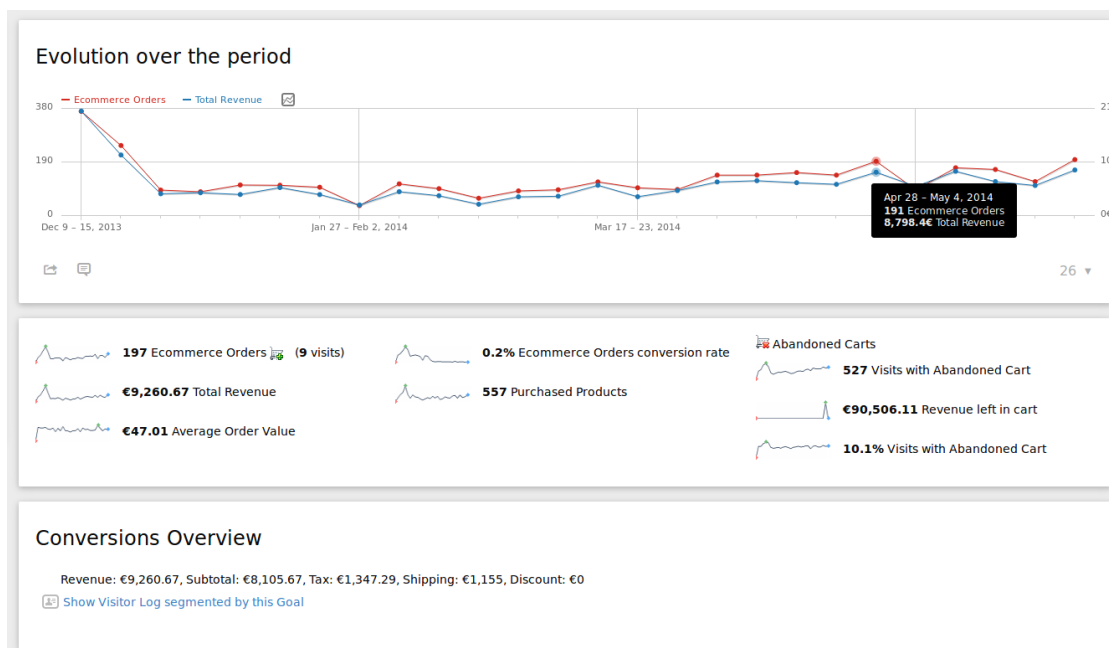 Evolution over the period
Ecommerce Orders Total Revenue
380
190
0
Dec 9 – 15, 2013 Jan 27 – Feb 2, 2014 Mar 17 – 23, 2014
Apr 28 – May 4, 2014
191 Ecommerce Orders
8,798.4€ Total Revenue
26
197 Ecommerce Orders (9 visits)
€9,260.67 Total Revenue
€47.01 Average Order Value
0.2% Ecommerce Orders conversion rate
557 Purchased Products
Abandoned Carts
527 Visits with Abandoned Cart
€90,506.11 Revenue left in cart
10.1% Visits with Abandoned Cart
Conversions Overview
Revenue: €9,260.67, Subtotal: €8,105.67, Tax: €1,347.29, Shipping: €1,155, Discount: €0
Show Visitor Log segmented by this Goal